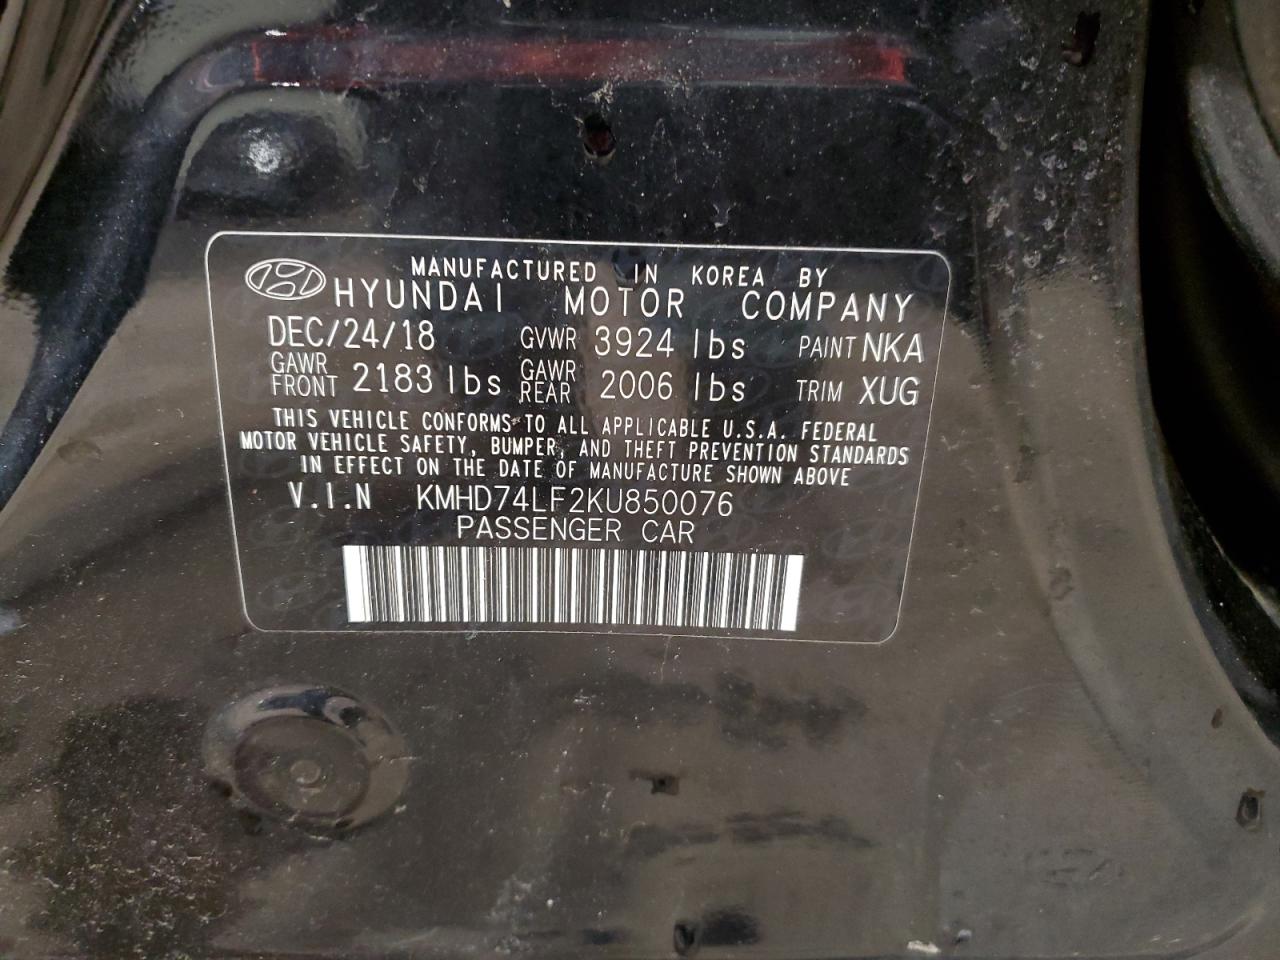 MANUFACTURED IN KOREA BY
HYUNDAI MOTOR COMPANY
DEC/24/18 GVWR 3924 lbs PAINT NKA
GAWR FRONT 2183 lbs GAWR REAR 2006 lbs TRIM XUG
THIS VEHICLE CONFORMS TO ALL APPLICABLE U.S.A. FEDERAL
MOTOR VEHICLE SAFETY, BUMPER, AND THEFT PREVENTION STANDARDS
IN EFFECT ON THE DATE OF MANUFACTURE SHOWN ABOVE
V.I.N KMHD74LF2KU850076
PASSENGER CAR